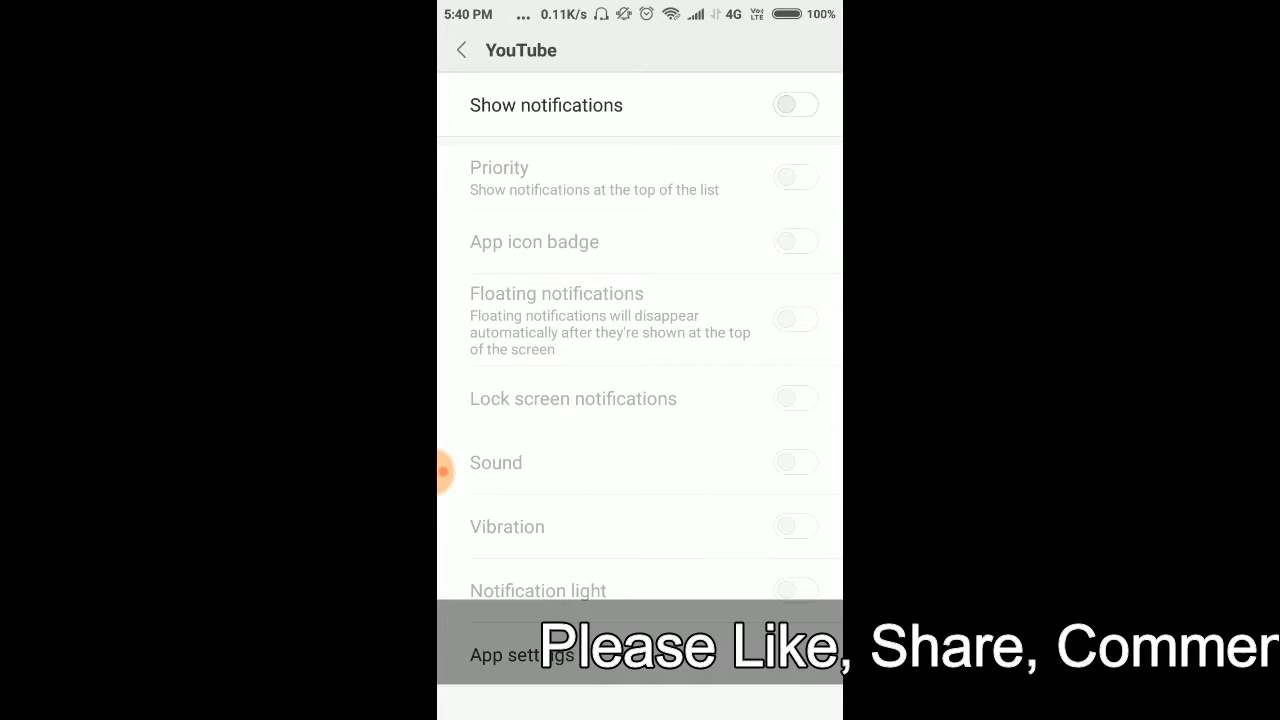 5:40 PM ... 0.11K/s 4G VoLTE 100%
YouTube
Show notifications
Priority
Show notifications at the top of the list
App icon badge
Floating notifications
Floating notifications will disappear
automatically after they're shown at the top
of the screen
Lock screen notifications
Sound
Vibration
Notification light
App settings
Please Like, Share, Commen